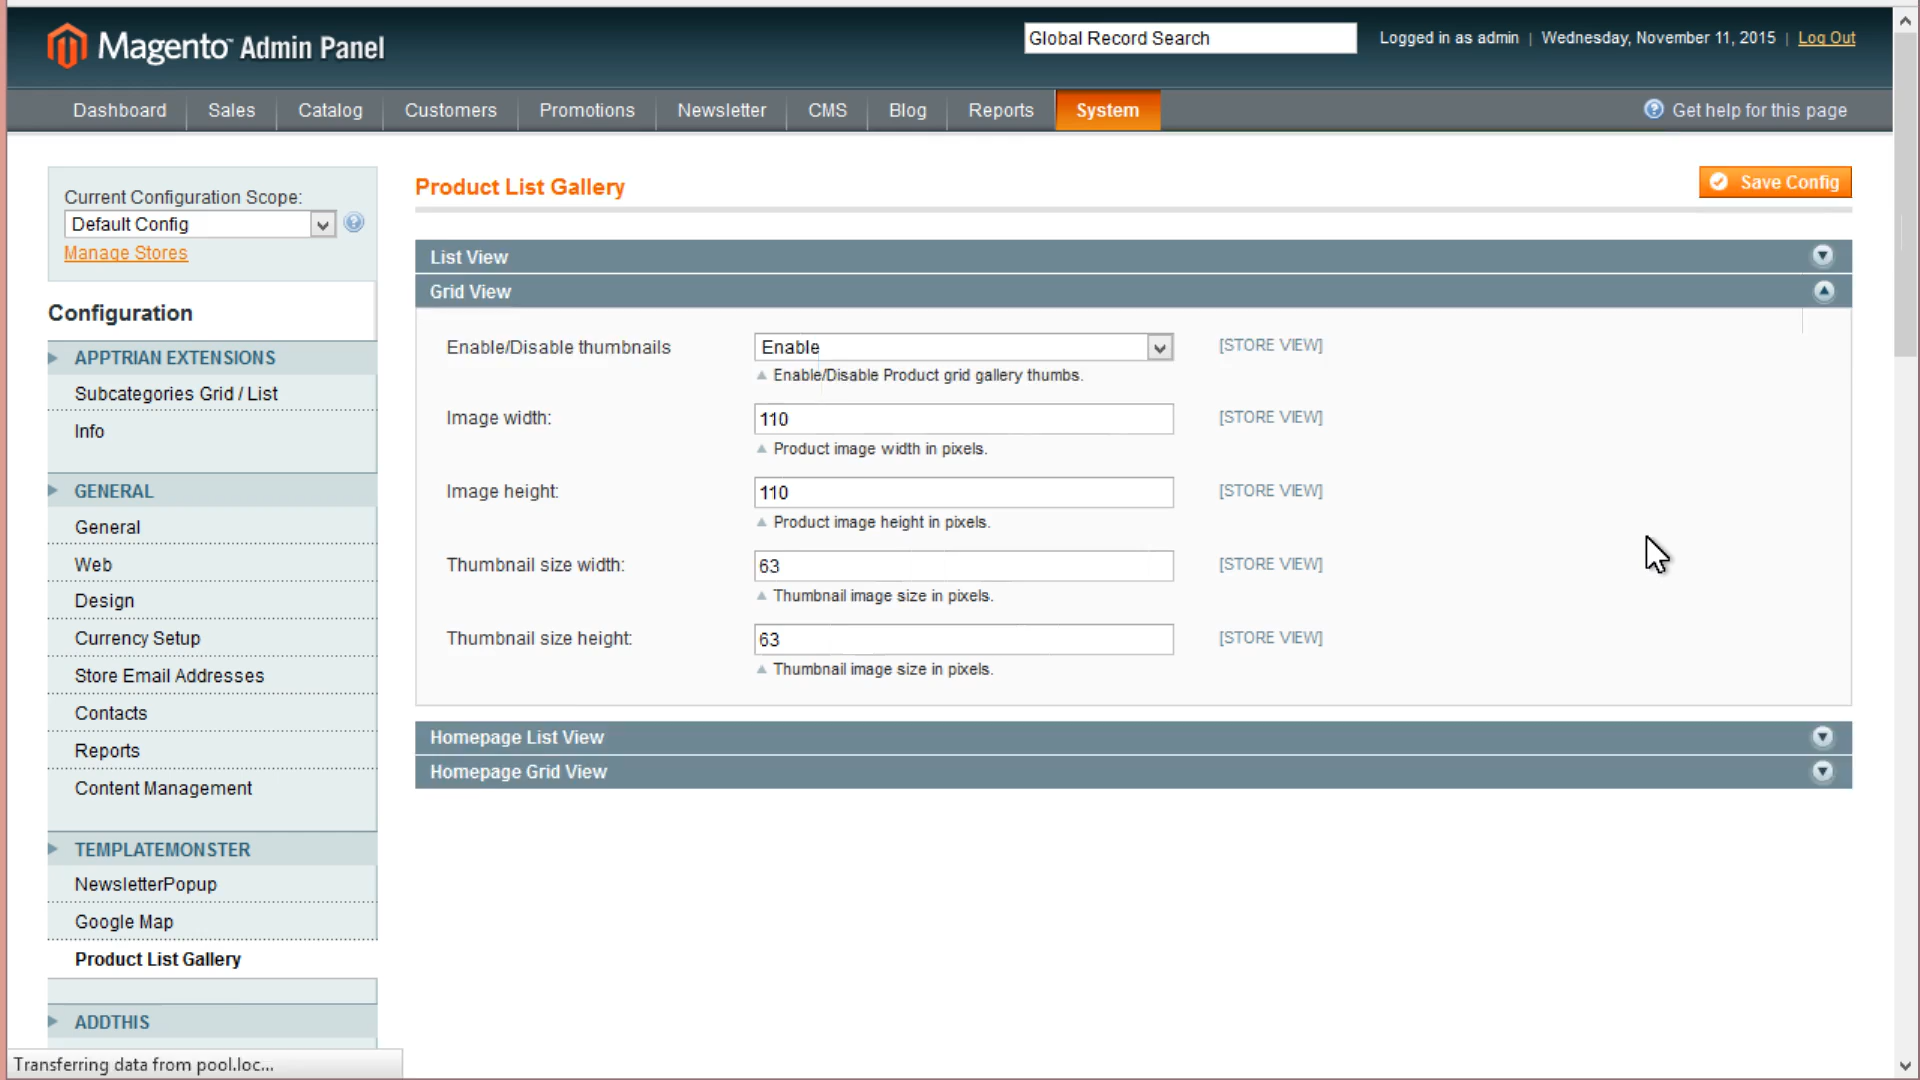 Magento™ Admin Panel
Global Record Search
Logged in as admin | Wednesday, November 11, 2015 | Log Out
Dashboard
Sales
Catalog
Customers
Promotions
Newsletter
CMS
Blog
Reports
System
Get help for this page
Current Configuration Scope:
Default Config
Manage Stores
Configuration
APPTRIAN EXTENSIONS
Subcategories Grid / List
Info
GENERAL
General
Web
Design
Currency Setup
Store Email Addresses
Contacts
Reports
Content Management
TEMPLATEMONSTER
NewsletterPopup
Google Map
Product List Gallery
ADDTHIS
Product List Gallery
Save Config
List View
Grid View
Enable/Disable thumbnails
Enable
[STORE VIEW]
Enable/Disable Product grid gallery thumbs.
Image width:
110
[STORE VIEW]
Product image width in pixels.
Image height:
110
[STORE VIEW]
Product image height in pixels.
Thumbnail size width:
63
[STORE VIEW]
Thumbnail image size in pixels.
Thumbnail size height:
63
[STORE VIEW]
Thumbnail image size in pixels.
Homepage List View
Homepage Grid View
Transferring data from pool.loc...